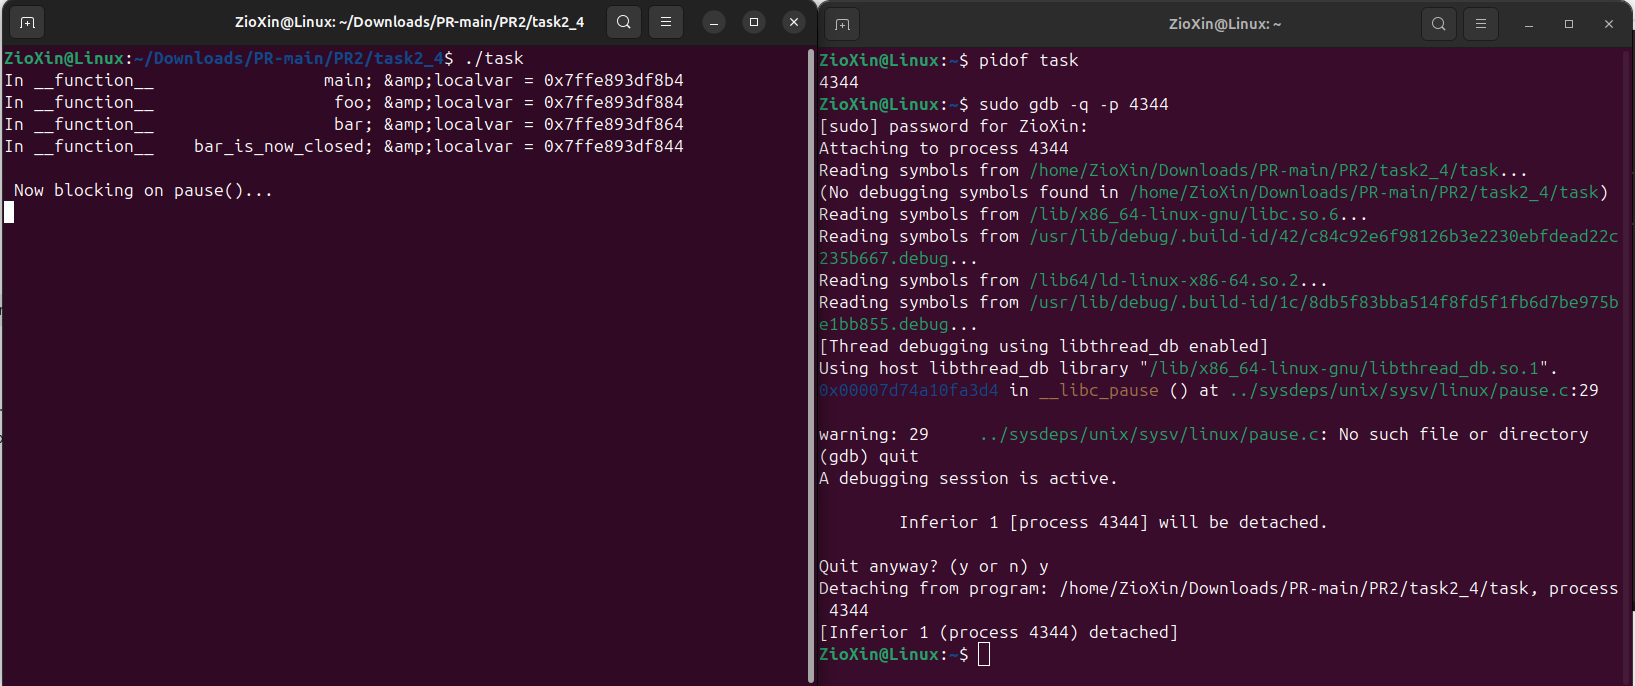 ZioXin@Linux: ~/Downloads/PR-main/PR2/task2_4
ZioXin@Linux:~/Downloads/PR-main/PR2/task2_4$ ./task
In __function__                 main; &amp;localvar = 0x7ffe893df8b4
In __function__                  foo; &amp;localvar = 0x7ffe893df884
In __function__                  bar; &amp;localvar = 0x7ffe893df864
In __function__    bar_is_now_closed; &amp;localvar = 0x7ffe893df844
Now blocking on pause()...
ZioXin@Linux: ~
ZioXin@Linux:~$ pidof task
4344
ZioXin@Linux:~$ sudo gdb -q -p 4344
[sudo] password for ZioXin:
Attaching to process 4344
Reading symbols from /home/ZioXin/Downloads/PR-main/PR2/task2_4/task...
(No debugging symbols found in /home/ZioXin/Downloads/PR-main/PR2/task2_4/task)
Reading symbols from /lib/x86_64-linux-gnu/libc.so.6...
Reading symbols from /usr/lib/debug/.build-id/42/c84c92e6f98126b3e2230ebfdead22c
235b667.debug...
Reading symbols from /lib64/ld-linux-x86-64.so.2...
Reading symbols from /usr/lib/debug/.build-id/1c/8db5f83bba514f8fd5f1fb6d7be975b
e1bb855.debug...
[Thread debugging using libthread_db enabled]
Using host libthread_db library "/lib/x86_64-linux-gnu/libthread_db.so.1".
0x00007d74a10fa3d4 in __libc_pause () at ../sysdeps/unix/sysv/linux/pause.c:29
warning: 29     ../sysdeps/unix/sysv/linux/pause.c: No such file or directory
(gdb) quit
A debugging session is active.
Inferior 1 [process 4344] will be detached.
Quit anyway? (y or n) y
Detaching from program: /home/ZioXin/Downloads/PR-main/PR2/task2_4/task, process
4344
[Inferior 1 (process 4344) detached]
ZioXin@Linux:~$